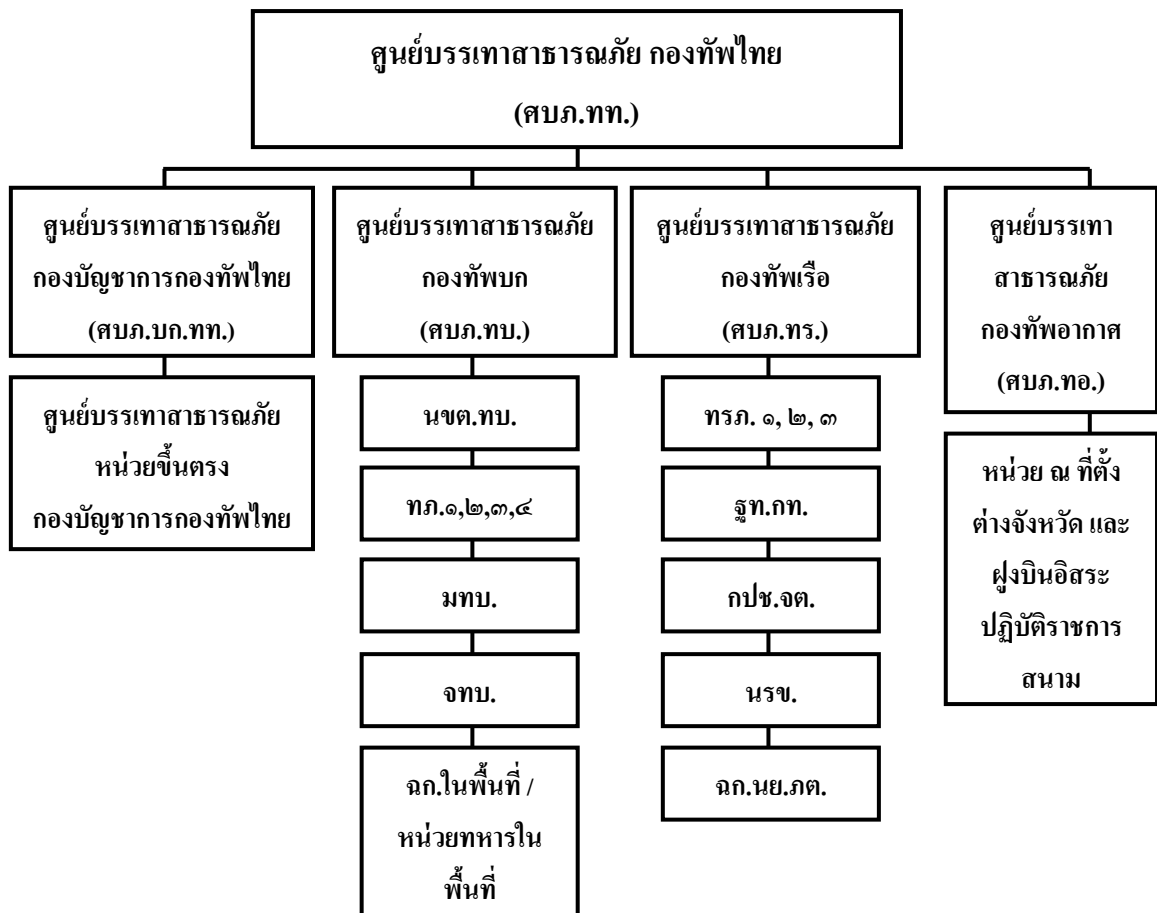 ศูนย์บรรเทาสาธารณภัย กองทัพไทย
(ศบภ.ทท.)
ศูนย์บรรเทาสาธารณภัย
กองบัญชาการกองทัพไทย
(ศบภ.บก.ทท.)
ศูนย์บรรเทาสาธารณภัย
หน่วยขึ้นตรง
กองบัญชาการกองทัพไทย
ศูนย์บรรเทาสาธารณภัย
กองทัพบก
(ศบภ.ทบ.)
นขต.ทบ.
ทภ.๑,๒,๓,๔
มทบ.
จทบ.
ฉก.ในพื้นที่ /
หน่วยทหารใน
พื้นที่
ศูนย์บรรเทาสาธารณภัย
กองทัพเรือ
(ศบภ.ทร.)
ทรภ. ๑, ๒, ๓
ฐท.กท.
กปช.จต.
นรข.
ฉก.นย.ภต.
ศูนย์บรรเทา
สาธารณภัย
กองทัพอากาศ
(ศบภ.ทอ.)
หน่วย ณ ที่ตั้ง
ต่างจังหวัด และ
ฝูงบินอิสระ
ปฏิบัติราชการ
สนาม